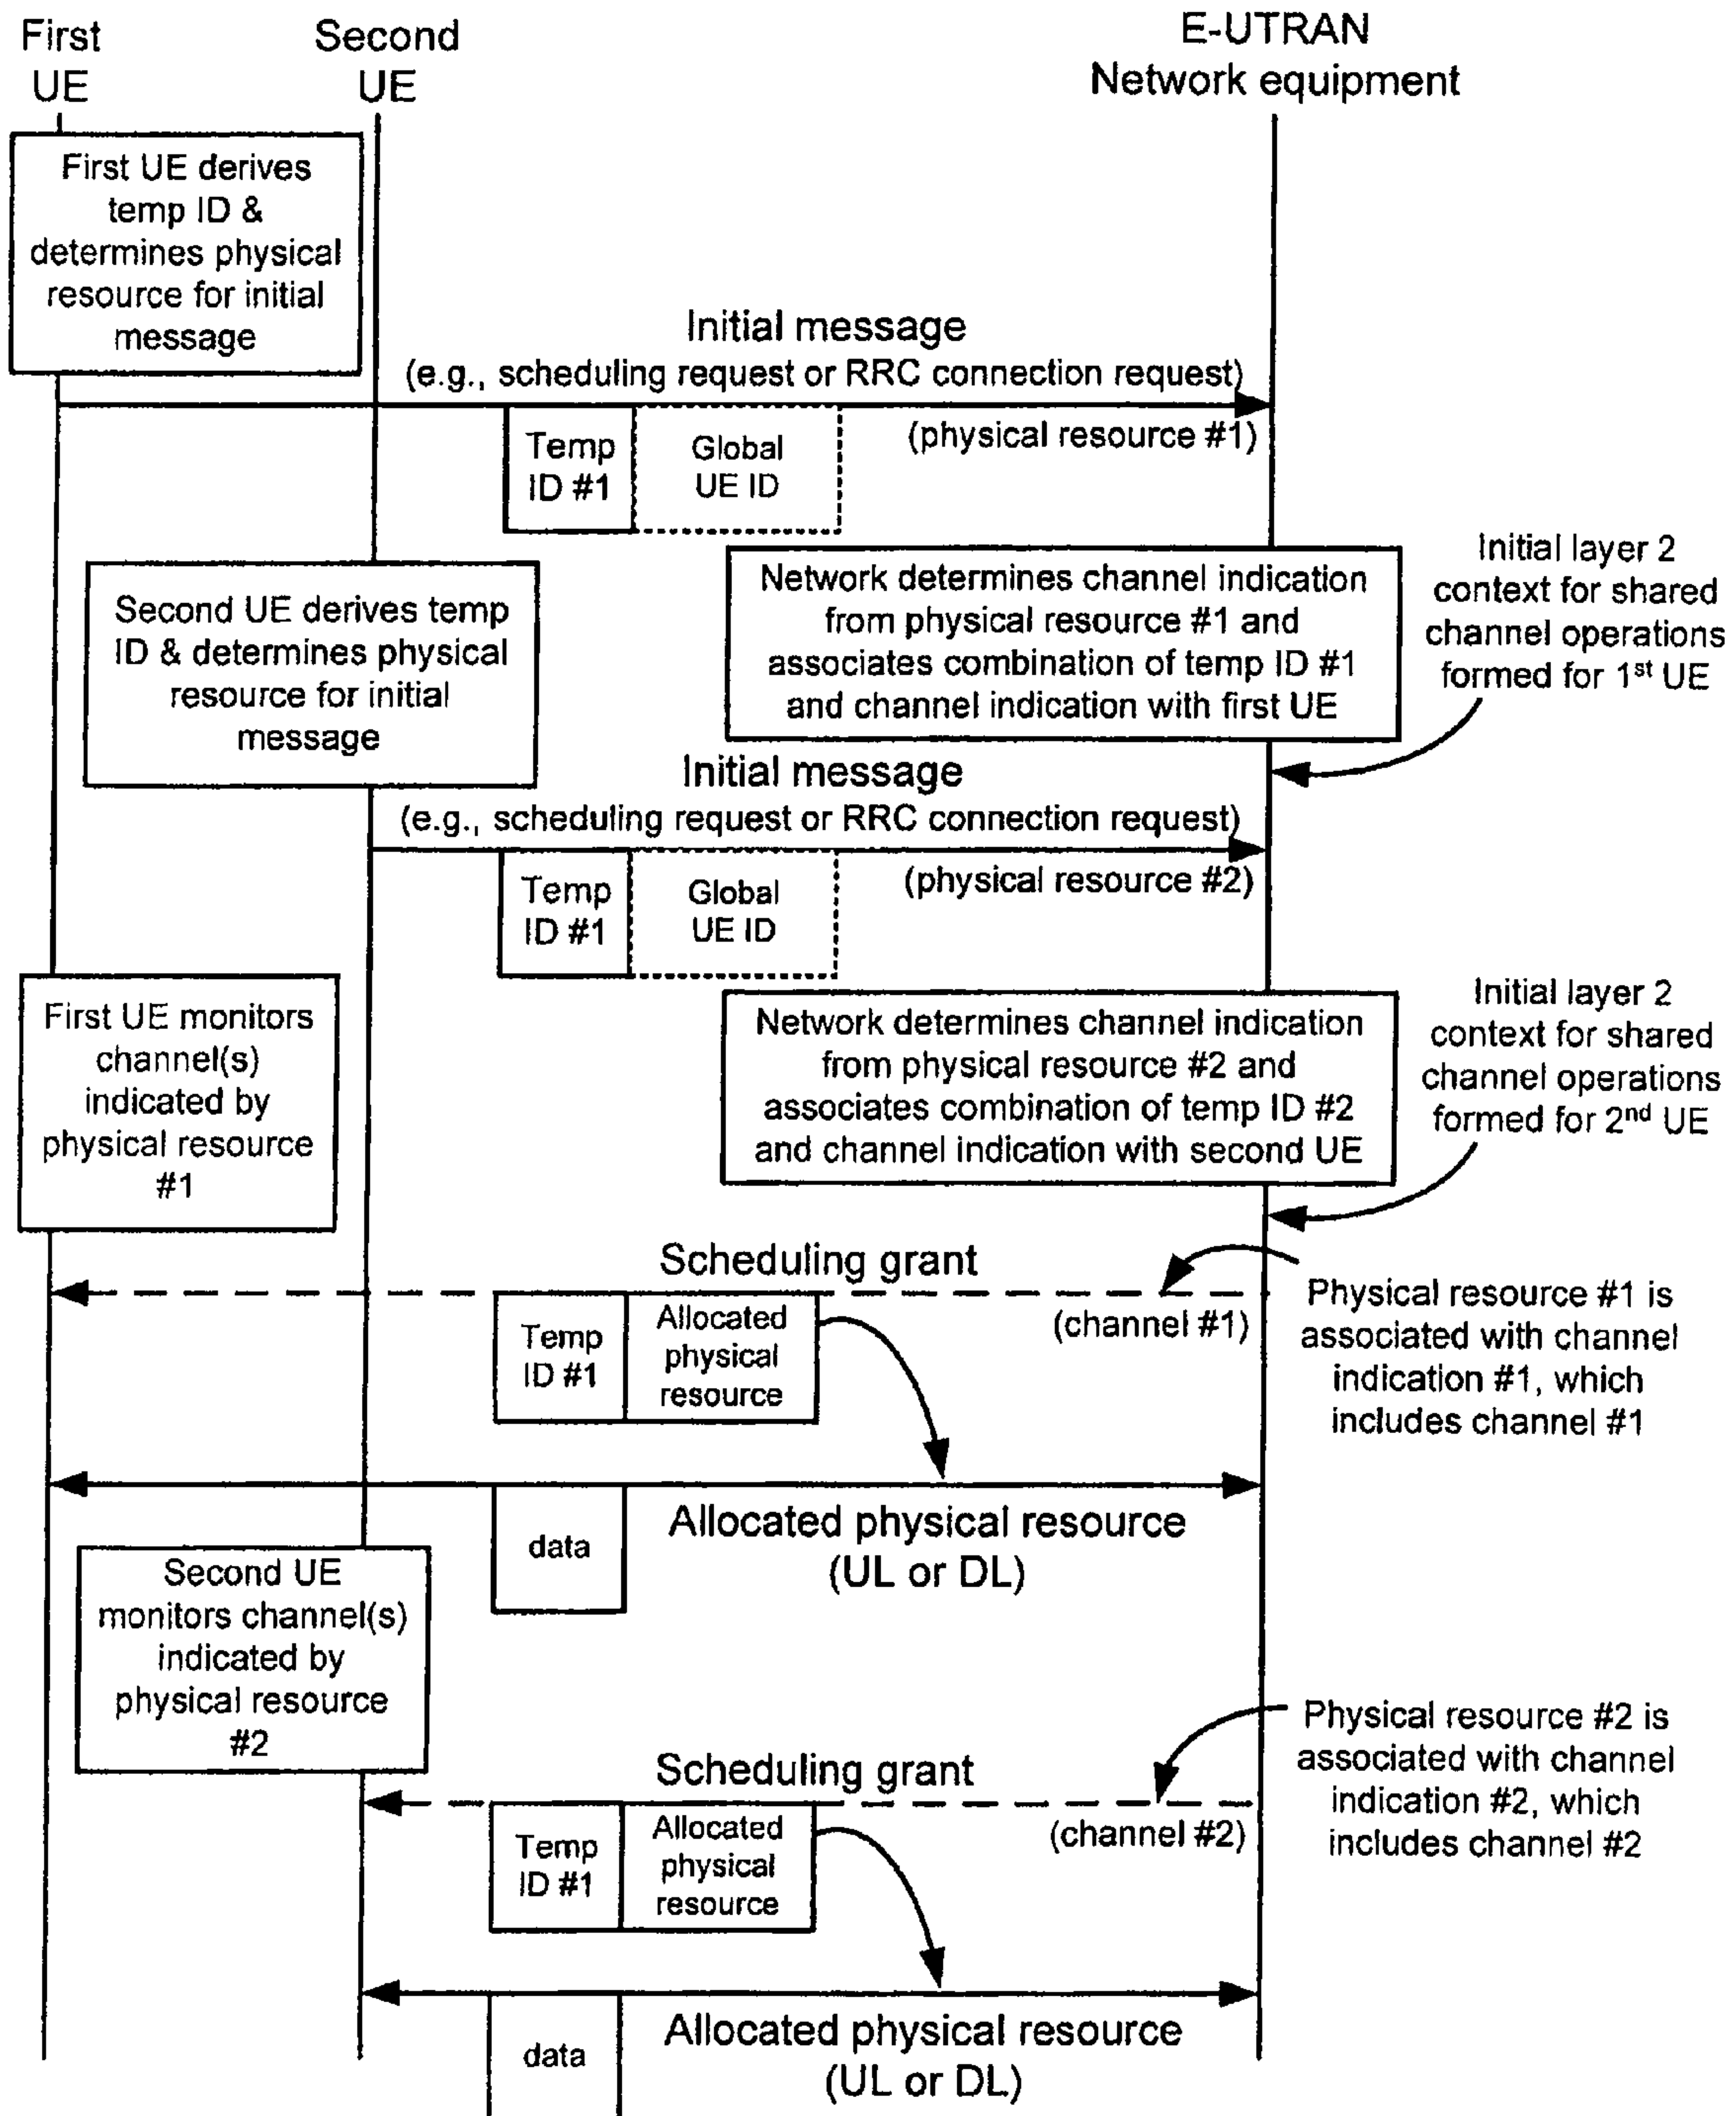 First
UE
Second
UE
E-UTRAN
Network equipment
First UE derives
temp ID &
determines physical
resource for initial
message
Initial message
(e.g., scheduling request or RRC connection request)
(physical resource #1)
Temp
ID #1
Global
UE ID
Second UE derives temp
ID & determines physical
resource for initial
message
Network determines channel indication
from physical resource #1 and
associates combination of temp ID #1
and channel indication with first UE
Initial layer 2
context for shared
channel operations
formed for 1st UE
Initial message
(e.g., scheduling request or RRC connection request)
(physical resource #2)
Temp
ID #1
Global
UE ID
First UE monitors
channel(s)
indicated by
physical resource
#1
Network determines channel indication
from physical resource #2 and
associates combination of temp ID #2
and channel indication with second UE
Initial layer 2
context for shared
channel operations
formed for 2nd UE
Scheduling grant
(channel #1)
Temp
ID #1
Allocated
physical
resource
Physical resource #1 is
associated with channel
indication #1, which
includes channel #1
data
Allocated physical resource
(UL or DL)
Second UE
monitors channel(s)
indicated by
physical resource
#2
Scheduling grant
(channel #2)
Temp
ID #1
Allocated
physical
resource
Physical resource #2 is
associated with channel
indication #2, which
includes channel #2
data
Allocated physical resource
(UL or DL)